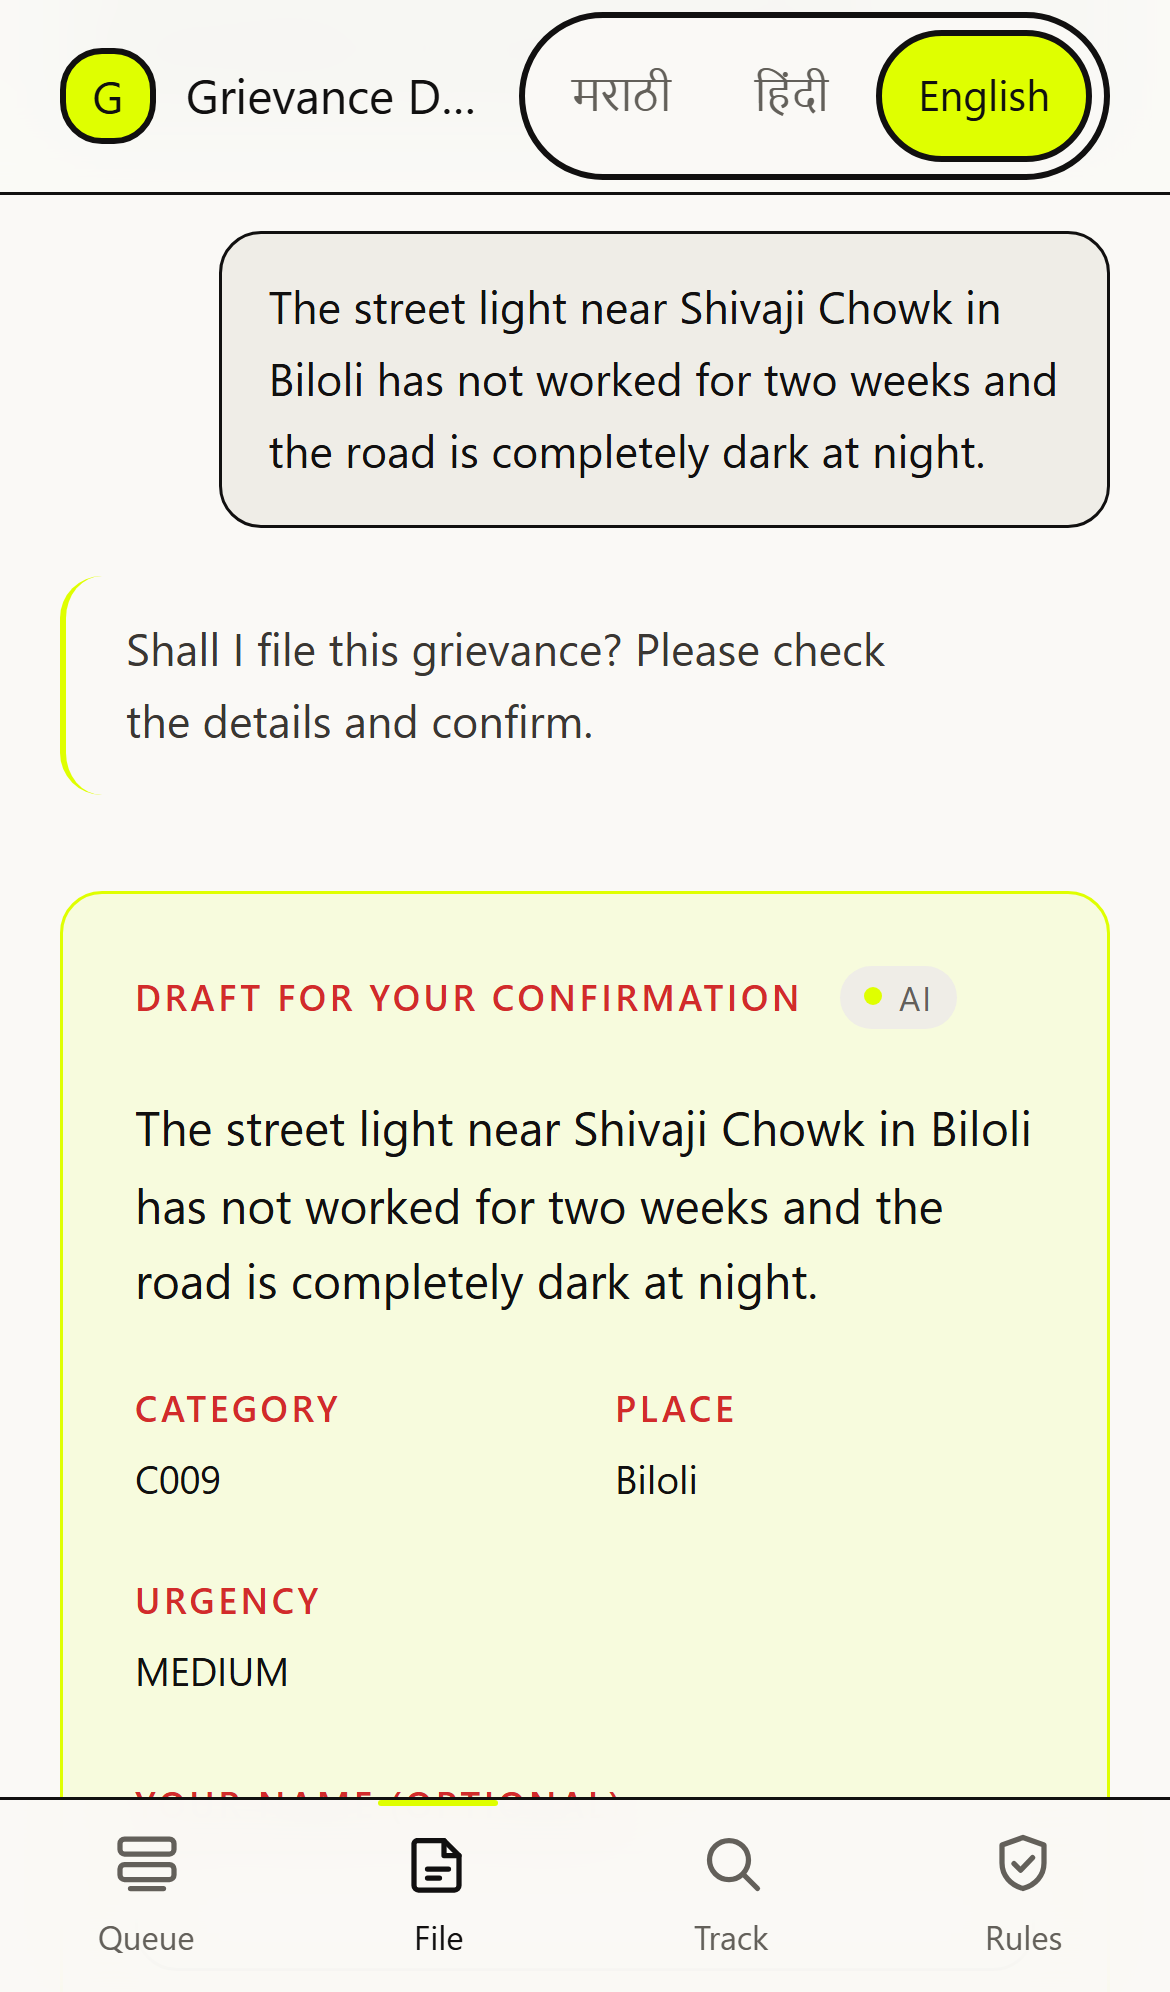 G
Grievance D...
मराठी
हिंदी
English
The street light near Shivaji Chowk in
Biloli has not worked for two weeks and
the road is completely dark at night.
Shall I file this grievance? Please check
the details and confirm.
DRAFT FOR YOUR CONFIRMATION
AI
The street light near Shivaji Chowk in Biloli
has not worked for two weeks and the
road is completely dark at night.
CATEGORY
PLACE
C009
Biloli
URGENCY
MEDIUM
YOUR NAME (OPTIONAL)
Queue
File
Track
Rules